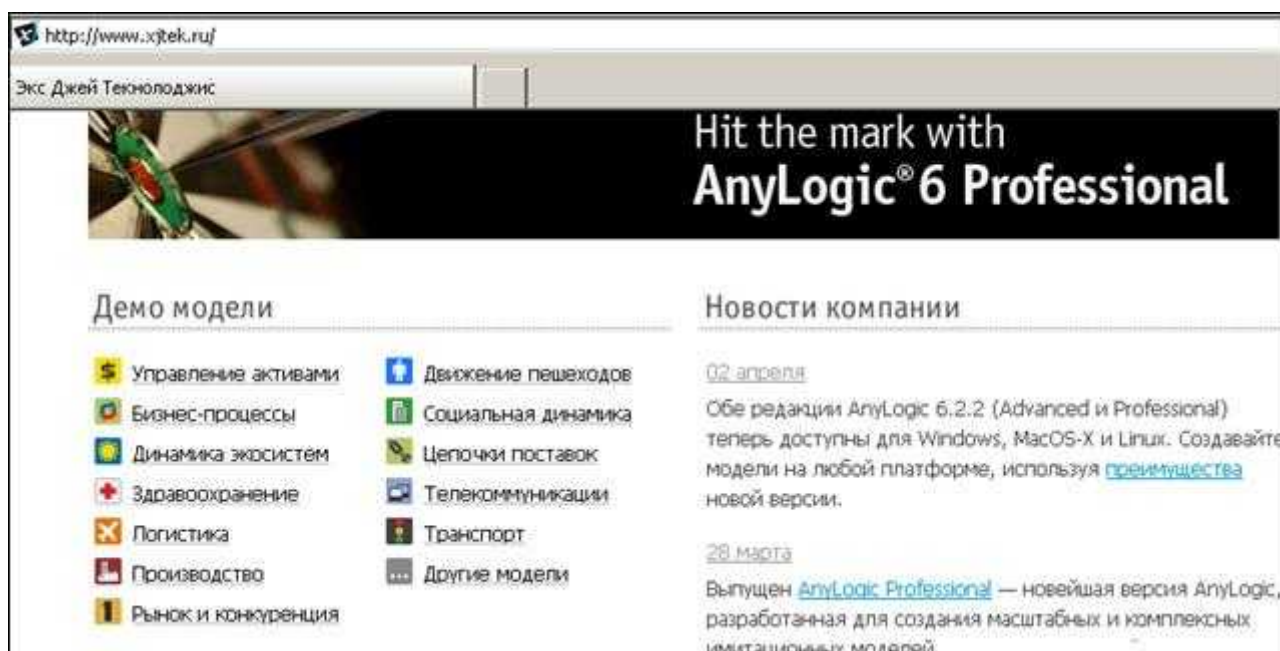 http://www.xjtek.ru/
Экс Джей Текнолоджис
Hit the mark with
AnyLogic®6 Professional
Демо модели
Управление активами
Бизнес-процессы
Динамика экосистем
Здравоохранение
Логистика
Производство
Рынок и конкуренция
Движение пешеходов
Социальная динамика
Цепочки поставок
Телекоммуникации
Транспорт
Другие модели
Новости компании
02 апреля
Обе редакции AnyLogic 6.2.2 (Advanced и Professional)
теперь доступны для Windows, MacOS-X и Linux. Создавайте
модели на любой платформе, используя преимущества
новой версии.
28 марта
Выпущен AnyLogic Professional — новейшая версия AnyLogic,
разработанная для создания масштабных и комплексных
имитационных моделей